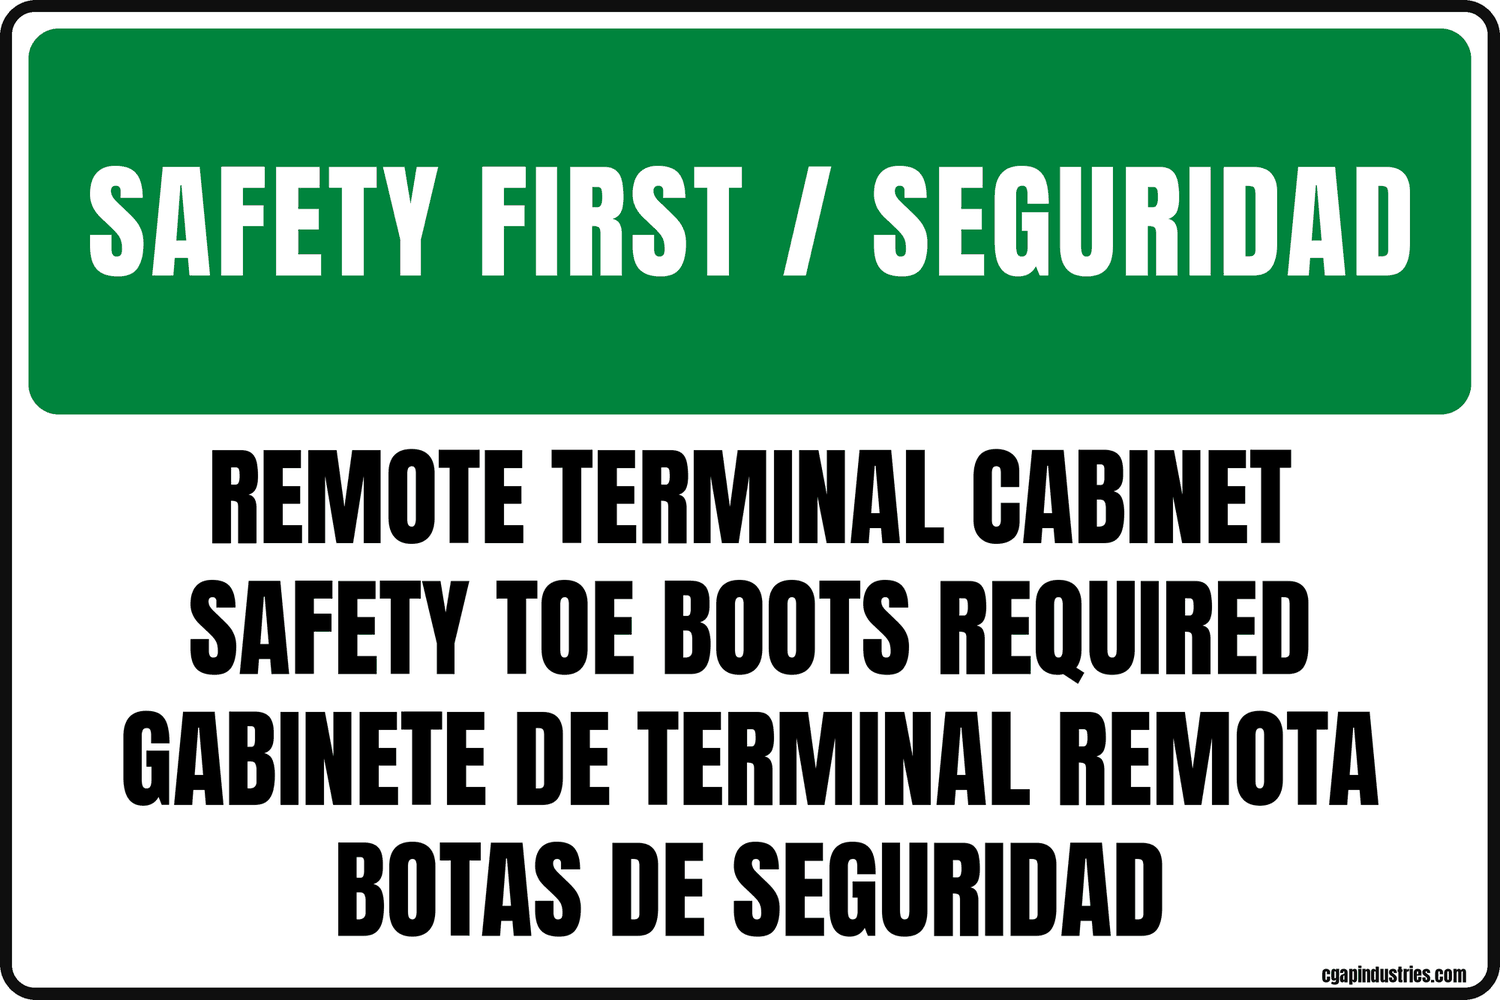 SAFETY FIRST / SEGURIDAD
REMOTE TERMINAL CABINET
SAFETY TOE BOOTS REQUIRED
GABINETE DE TERMINAL REMOTA
BOTAS DE SEGURIDAD
cgapindustries.com